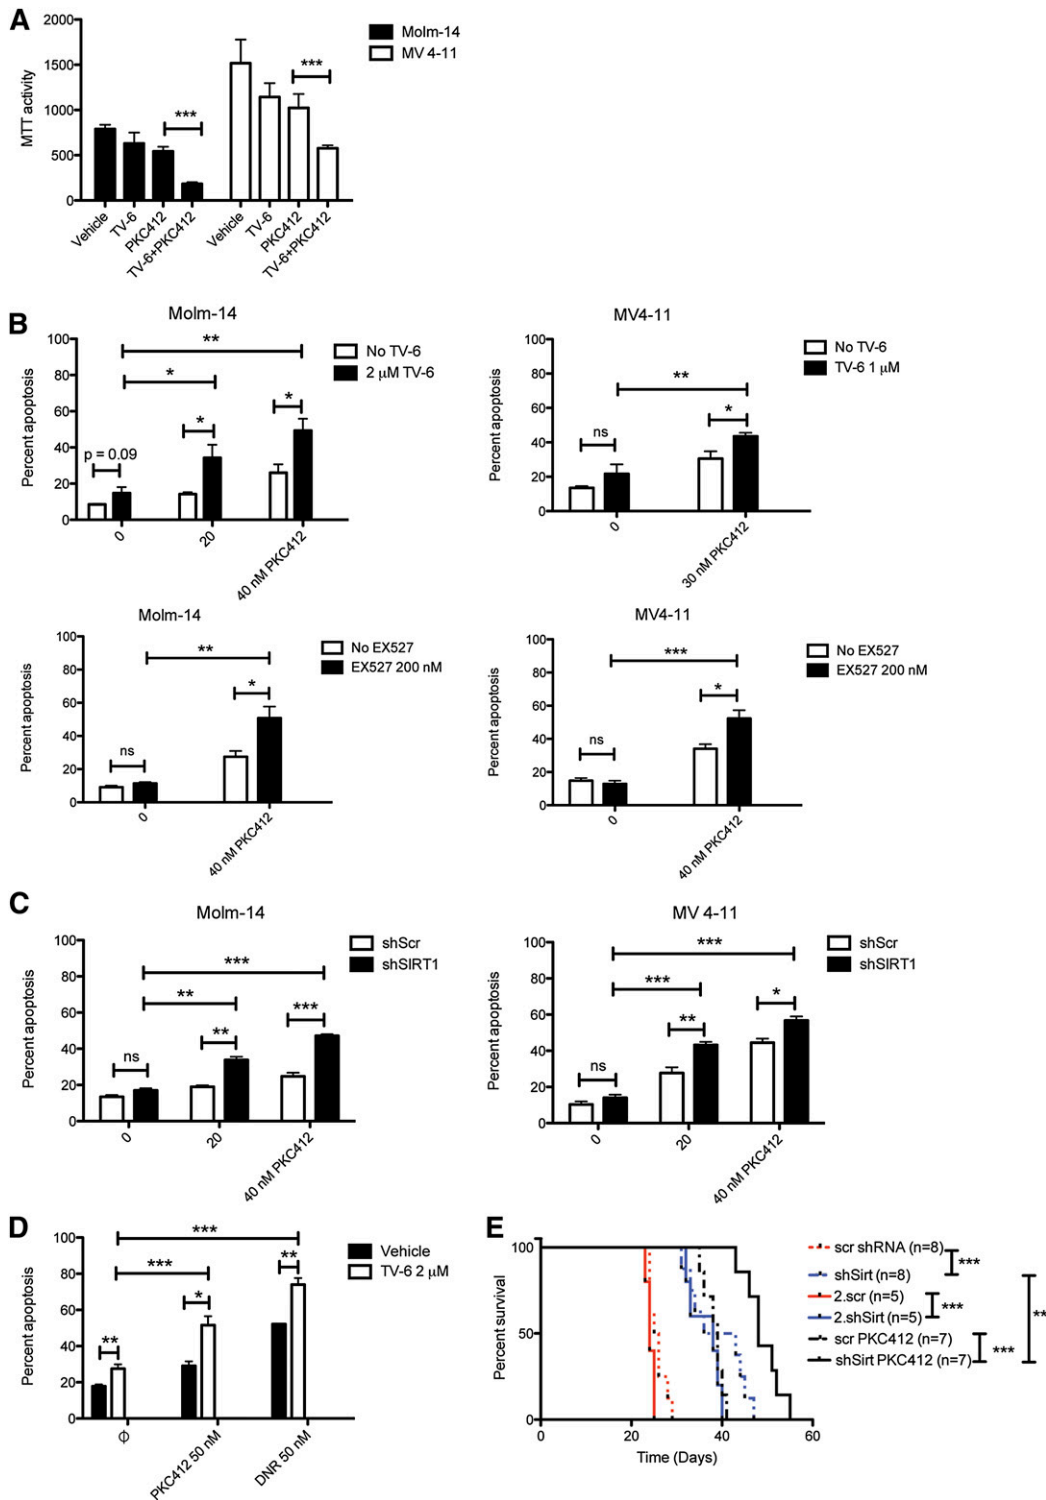 A
MTT activity
2000
1500
1000
500
0
***
***
Molm-14
MV 4-11
Vehicle
TV-6
PKC412
TV-6+PKC412
Vehicle
TV-6
PKC412
TV-6+PKC412
B
Molm-14
Percent apoptosis
100
80
60
40
20
0
**
*
*
*
p = 0.09
No TV-6
2 μM TV-6
0
20
40 nM PKC412
MV4-11
Percent apoptosis
100
80
60
40
20
0
**
*
ns
No TV-6
TV-6 1 μM
0
30 nM PKC412
Molm-14
Percent apoptosis
100
80
60
40
20
0
**
*
ns
No EX527
EX527 200 nM
0
40 nM PKC412
MV4-11
Percent apoptosis
100
80
60
40
20
0
***
*
ns
No EX527
EX527 200 nM
0
40 nM PKC412
C
Molm-14
Percent apoptosis
100
80
60
40
20
0
***
**
***
**
ns
shScr
shSIRT1
0
20
40 nM PKC412
MV 4-11
Percent apoptosis
100
80
60
40
20
0
***
***
*
**
ns
shScr
shSIRT1
0
20
40 nM PKC412
D
Percent apoptosis
100
80
60
40
20
0
***
***
**
*
**
Vehicle
TV-6 2 μM
Ø
PKC412 50 nM
DNR 50 nM
E
Percent survival
100
50
0
0
20
40
60
Time (Days)
scr shRNA (n=8)
shSirt (n=8)
2.scr (n=5)
2.shSirt (n=5)
scr PKC412 (n=7)
shSirt PKC412 (n=7)
***
***
***
**